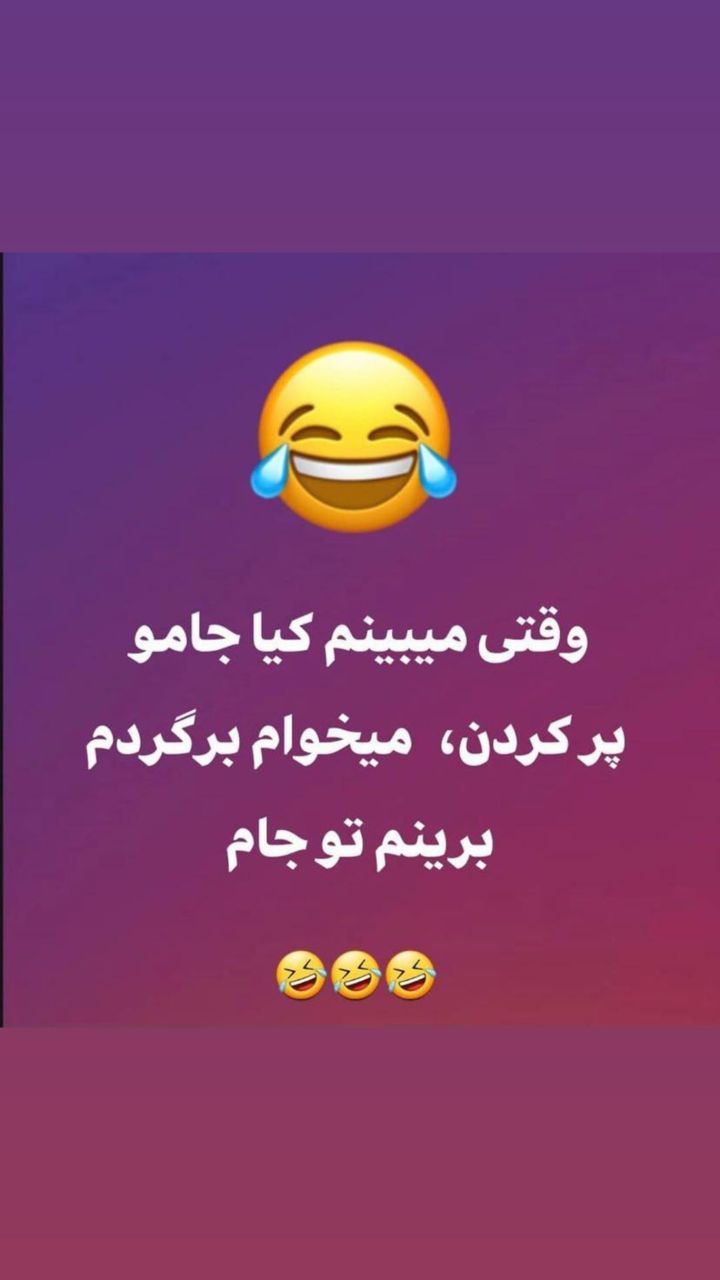 وقتی میبینم کیا جامو
پر کردن، میخوام برگردم
برینم تو جام